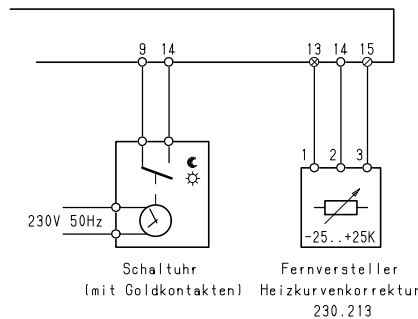 9 14 13 14 15
1 2 3
230V 50Hz
-25..+25K
Schaltuhr
(mit Goldkontakten)
Fernversteller
Heizkurvenkorrektur
230.213